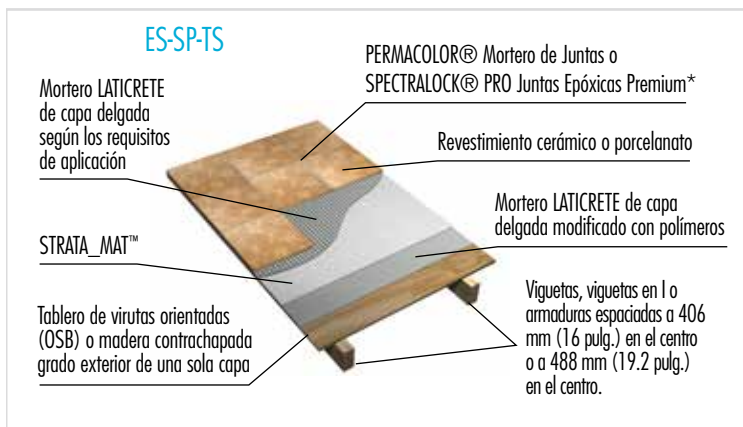 ES-SP-TS
PERMACOLOR® Mortero de Juntas o
SPECTRALOCK® PRO Juntas Epóxicas Premium*
Mortero LATICRETE
de capa delgada
según los requisitos
de aplicación
Revestimiento cerámico o porcelanato
Mortero LATICRETE de capa
delgada modificado con polímeros
STRATA_MAT™
Tablero de virutas orientadas
(OSB) o madera contrachapada
grado exterior de una sola capa
Viguetas, viguetas en I o
armaduras espaciadas a 406
mm (16 pulg.) en el centro
o a 488 mm (19.2 pulg.)
en el centro.